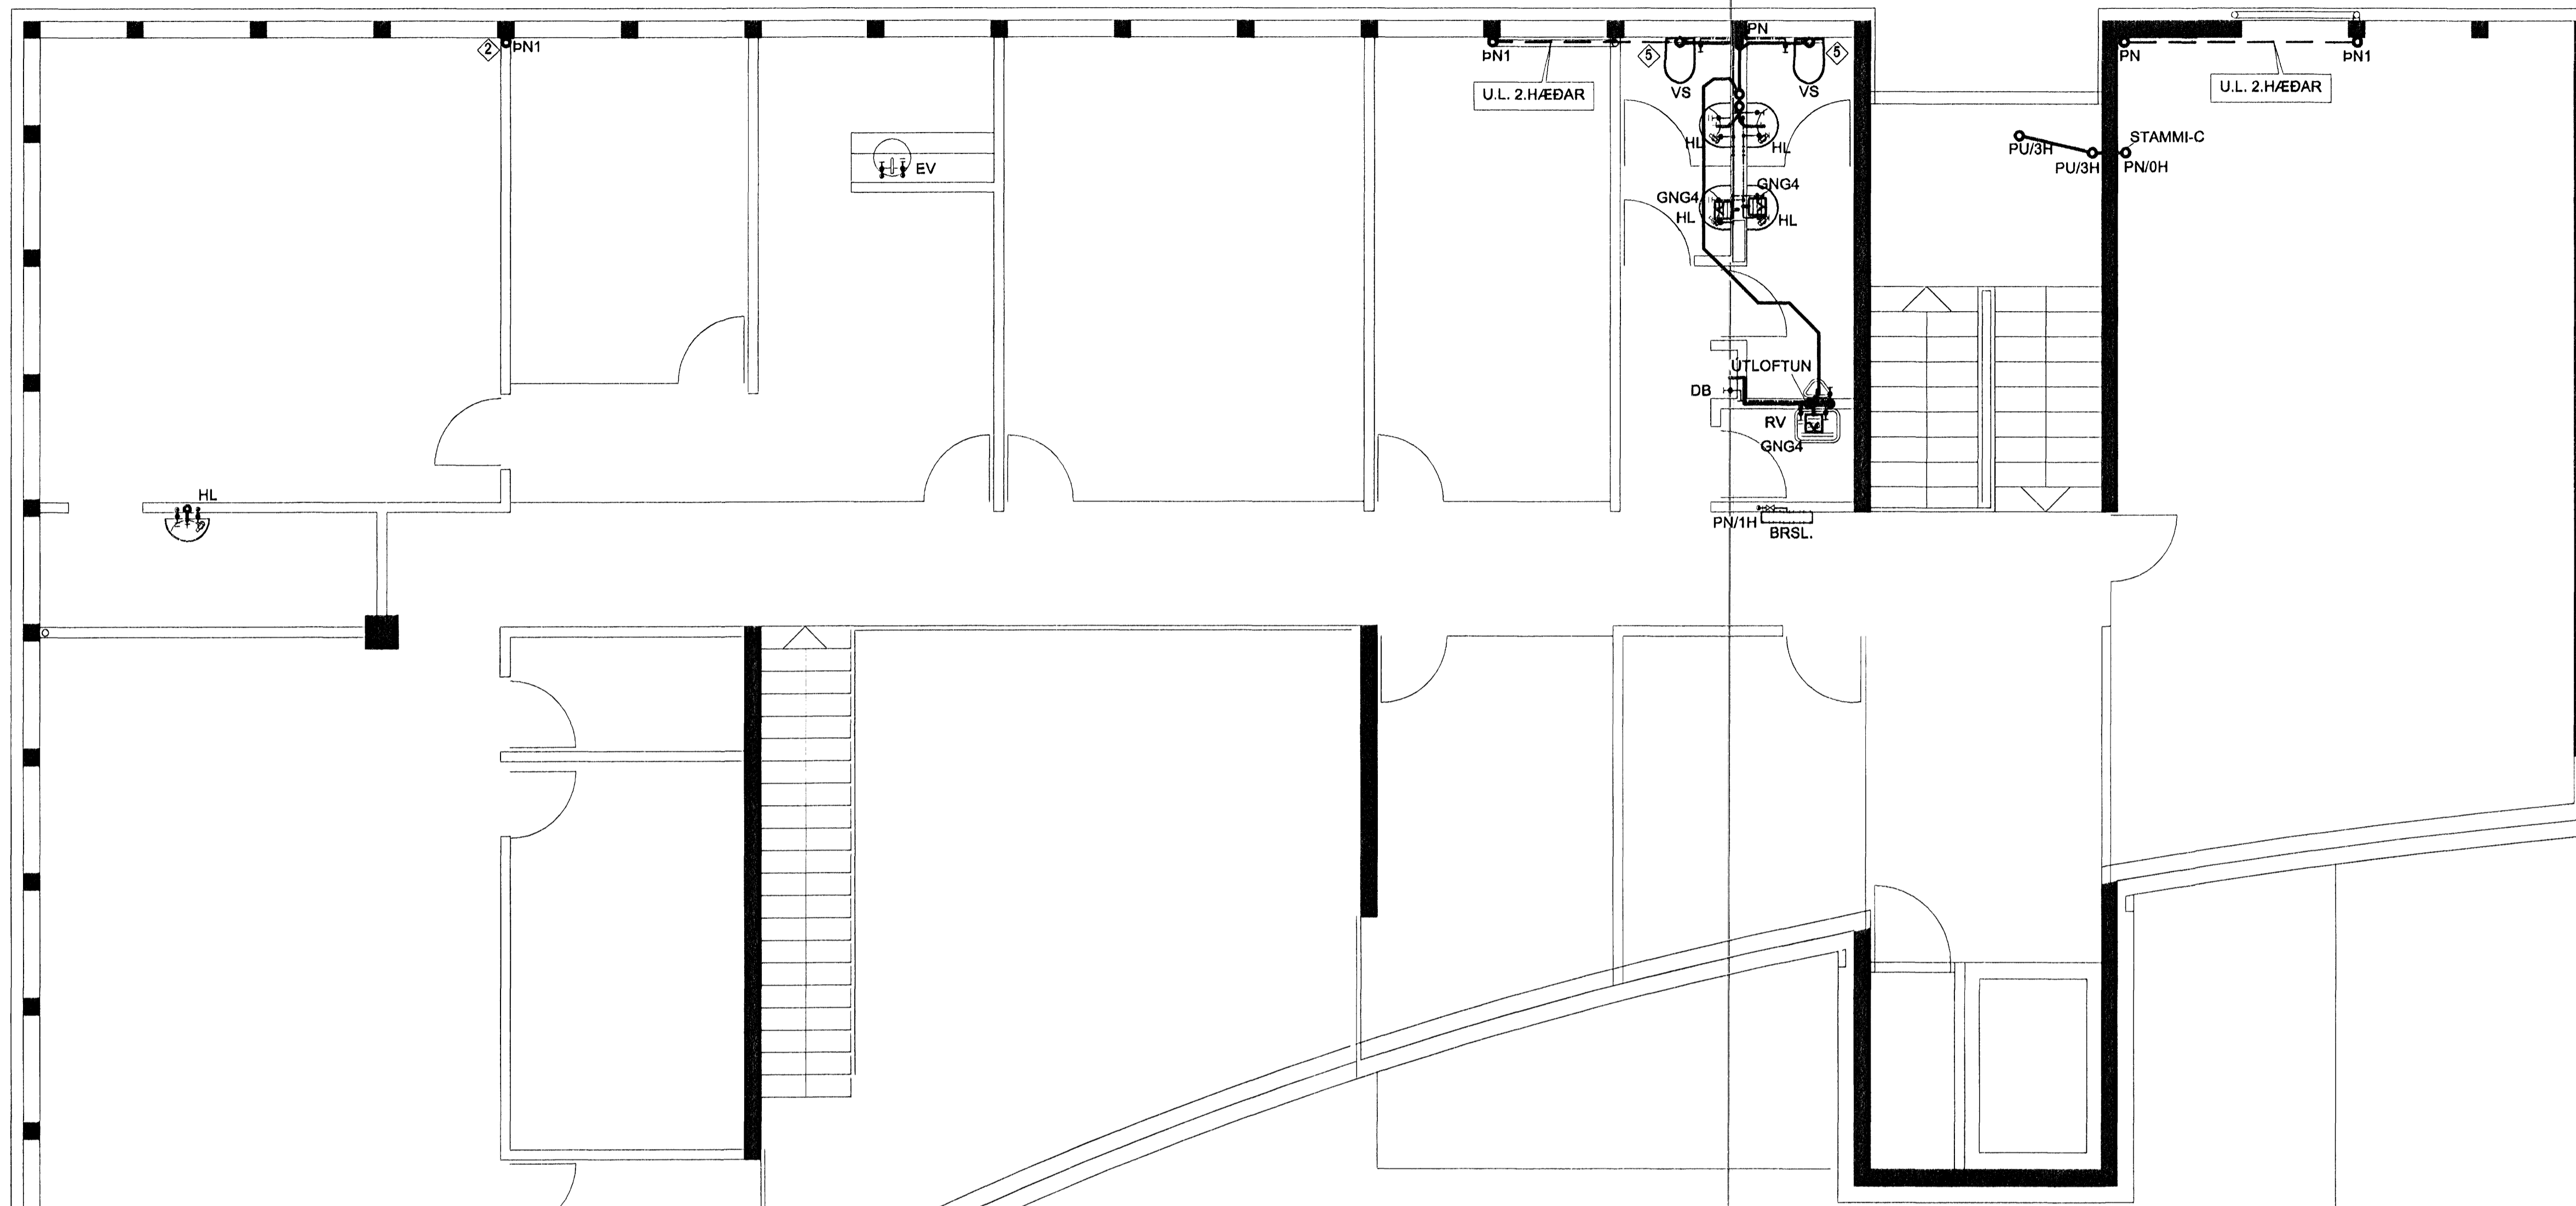 2
ÞN1
ÞN1
U.L. 2.HÆÐAR
5
PN
5
VS
VS
PN
ÞN1
U.L. 2.HÆÐAR
STAMMI-C
PU/3H
PU/3H
PN/0H
EV
HL
HL
GNG4
GNG4
HL
HL
ÚTLOFTUN
DB
RV
GNG4
HL
PN/1H
BRSL.